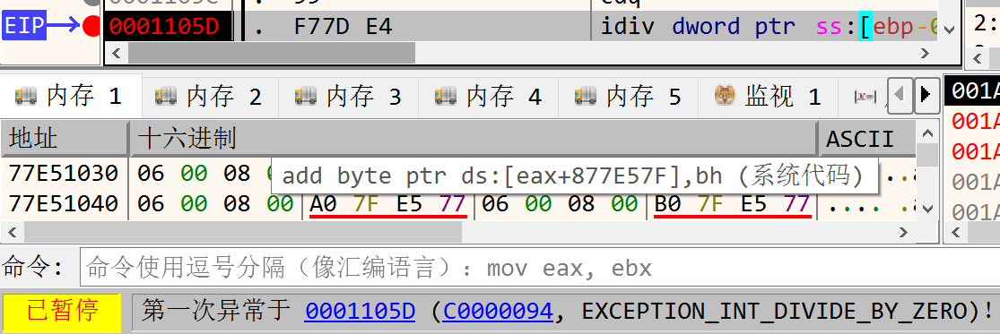 EIP 0001105D . F77D E4 idiv dword ptr ss:[ebp-
2:
内存 1 内存 2 内存 3 内存 4 内存 5 监视 1 |x=|
001A
地址 十六进制 ASCII
001A
77E51030 06 00 08
add byte ptr ds:[eax+877E57F],bh (系统代码)
001A
77E51040 06 00 08 00 A0 7F E5 77 06 00 08 00 B0 7F E5 77 ....
001A
001A
命令: 命令使用逗号分隔（像汇编语言）: mov eax, ebx
已暂停 第一次异常于 0001105D (C0000094, EXCEPTION_INT_DIVIDE_BY_ZERO)!